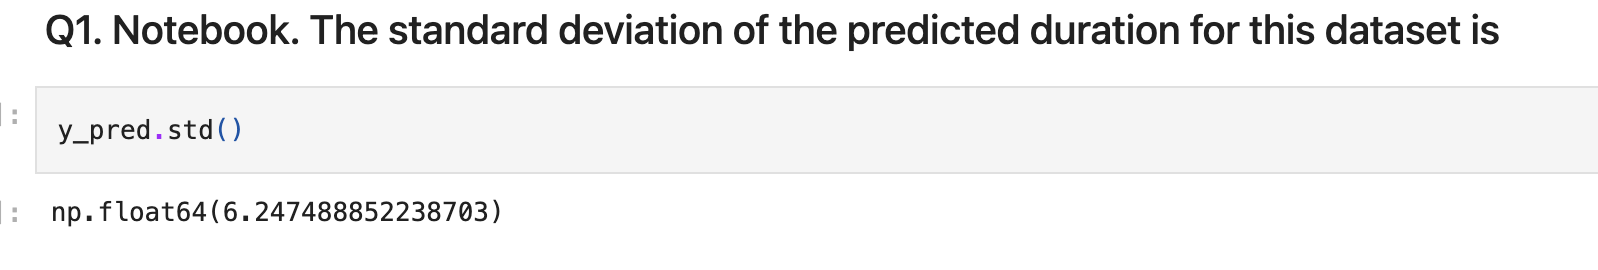 Q1. Notebook. The standard deviation of the predicted duration for this dataset is
]:
y_pred.std()
]:
np.float64(6.247488852238703)